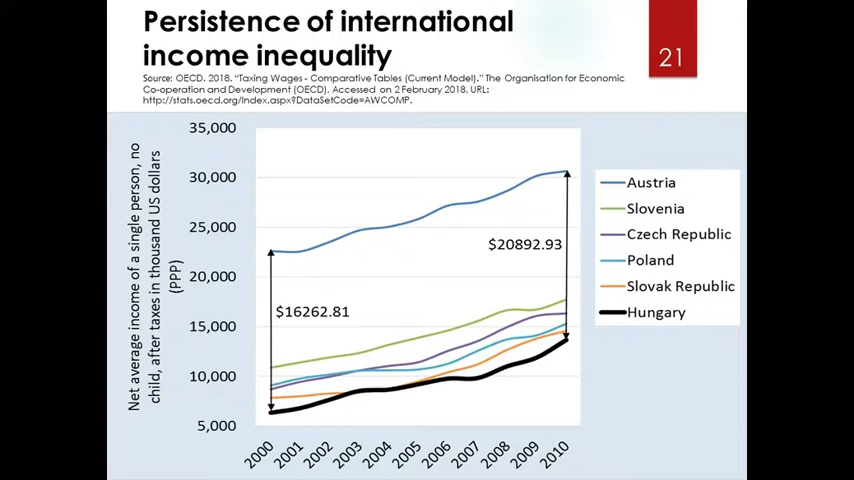 Persistence of international
income inequality
21
Source: OECD. 2018. "Taxing Wages - Comparative Tables (Current Model)." The Organisation for Economic
Co-operation and Development (OECD), Accessed on 2 February 2018, URL:
http://stats.oecd.org/Index.aspx?DataSetCode=AWCOMP.
Net average income of a single person, no
child, after taxes in thousand US dollars
(PPP)
35,000
30,000
25,000
20,000
15,000
10,000
5,000
$16262.81
$20892.93
2000
2001
2002
2003
2004
2005
2006
2007
2008
2009
2010
Austria
Slovenia
Czech Republic
Poland
Slovak Republic
Hungary